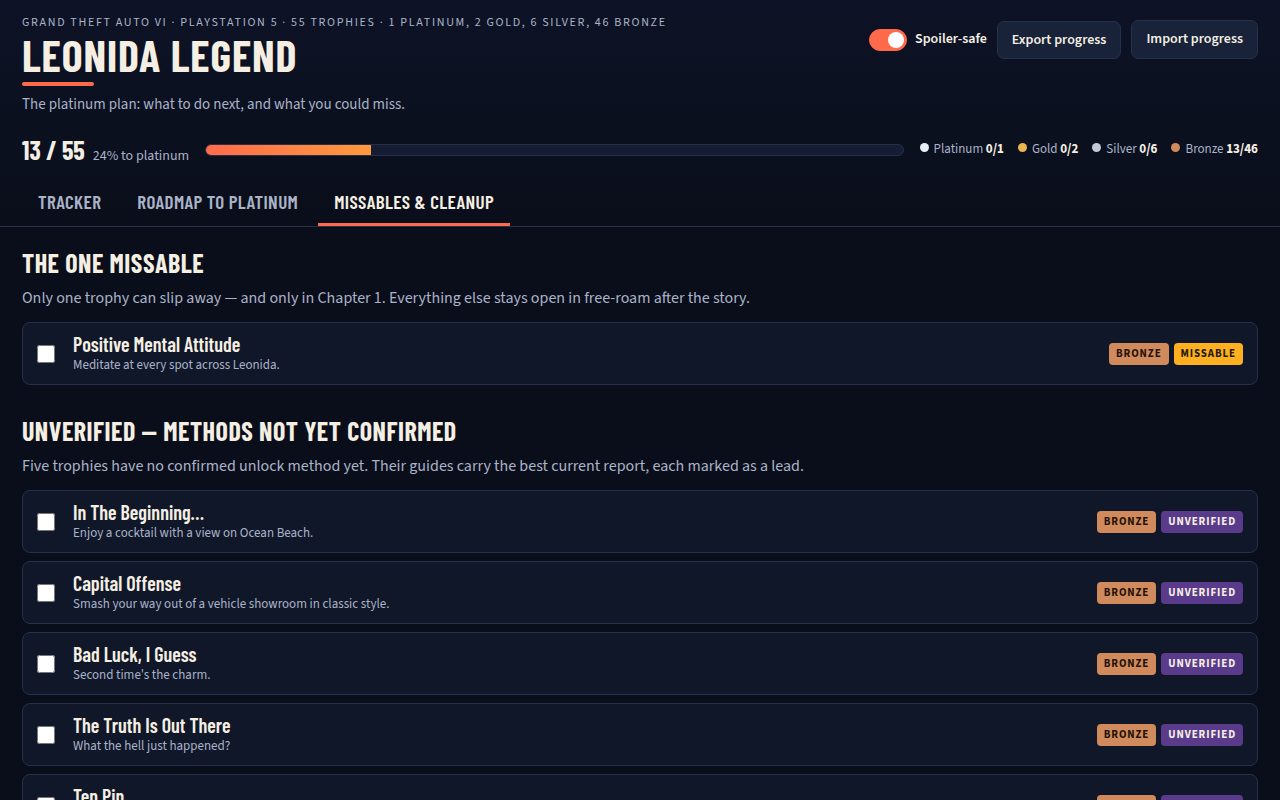 GRAND THEFT AUTO VI · PLAYSTATION 5 · 55 TROPHIES · 1 PLATINUM, 2 GOLD, 6 SILVER, 46 BRONZE
LEONIDA LEGEND
The platinum plan: what to do next, and what you could miss.
Spoiler-safe
Export progress
Import progress
13 / 55 24% to platinum
Platinum 0/1 Gold 0/2 Silver 0/6 Bronze 13/46
TRACKER
ROADMAP TO PLATINUM
MISSABLES & CLEANUP
THE ONE MISSABLE
Only one trophy can slip away — and only in Chapter 1. Everything else stays open in free-roam after the story.
Positive Mental Attitude
Meditate at every spot across Leonida.
BRONZE MISSABLE
UNVERIFIED — METHODS NOT YET CONFIRMED
Five trophies have no confirmed unlock method yet. Their guides carry the best current report, each marked as a lead.
In The Beginning...
Enjoy a cocktail with a view on Ocean Beach.
BRONZE UNVERIFIED
Capital Offense
Smash your way out of a vehicle showroom in classic style.
BRONZE UNVERIFIED
Bad Luck, I Guess
Second time's the charm.
BRONZE UNVERIFIED
The Truth Is Out There
What the hell just happened?
BRONZE UNVERIFIED
Ten Pin